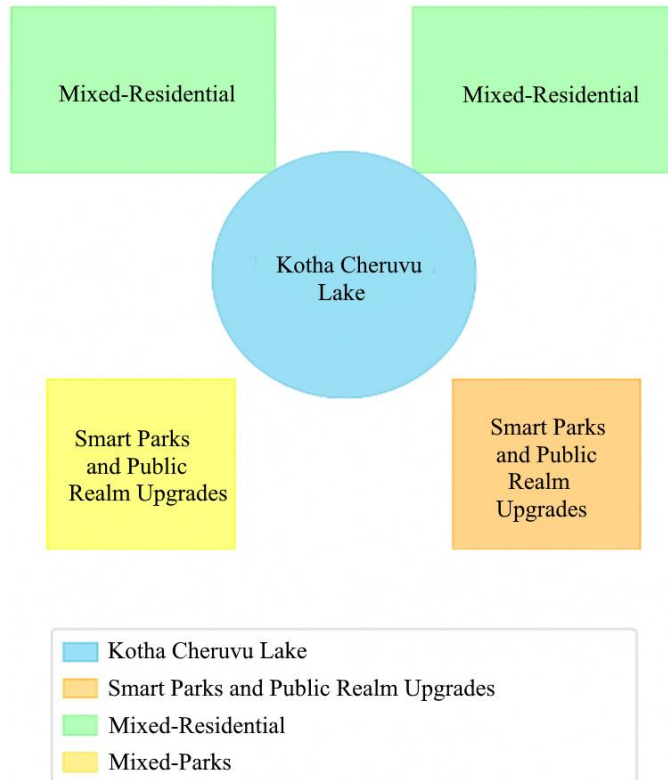 Mixed-Residential
Mixed-Residential
Kotha Cheruvu
Lake
Smart Parks
and Public
Realm Upgrades
Smart Parks
and Public
Realm
Upgrades
Kotha Cheruvu Lake
Smart Parks and Public Realm Upgrades
Mixed-Residential
Mixed-Parks